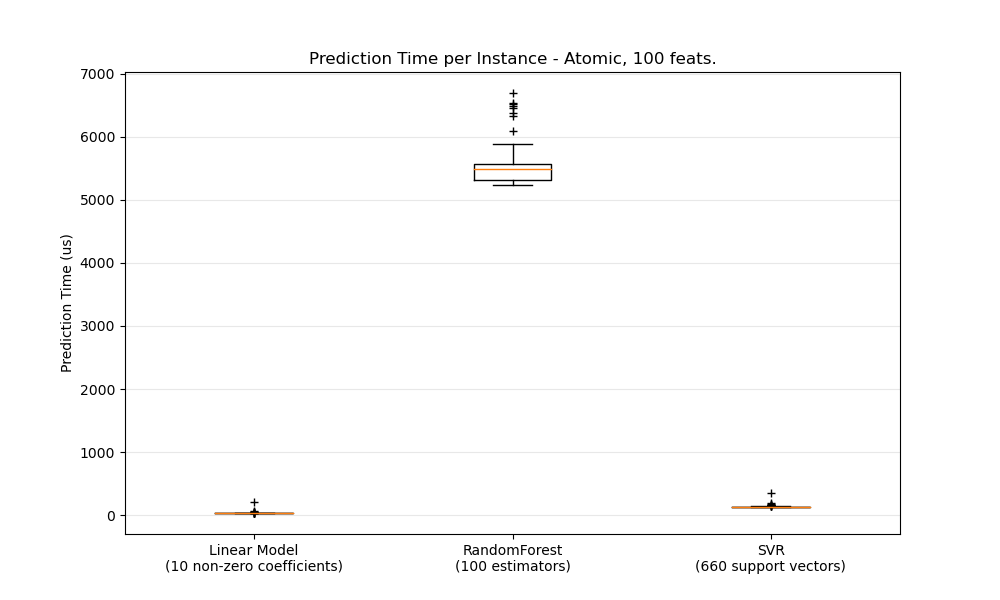 Prediction Time per Instance - Atomic, 100 feats.
7000
6000
5000
4000
3000
2000
1000
0
Prediction Time (us)
Linear Model
(10 non-zero coefficients)
RandomForest
(100 estimators)
SVR
(660 support vectors)